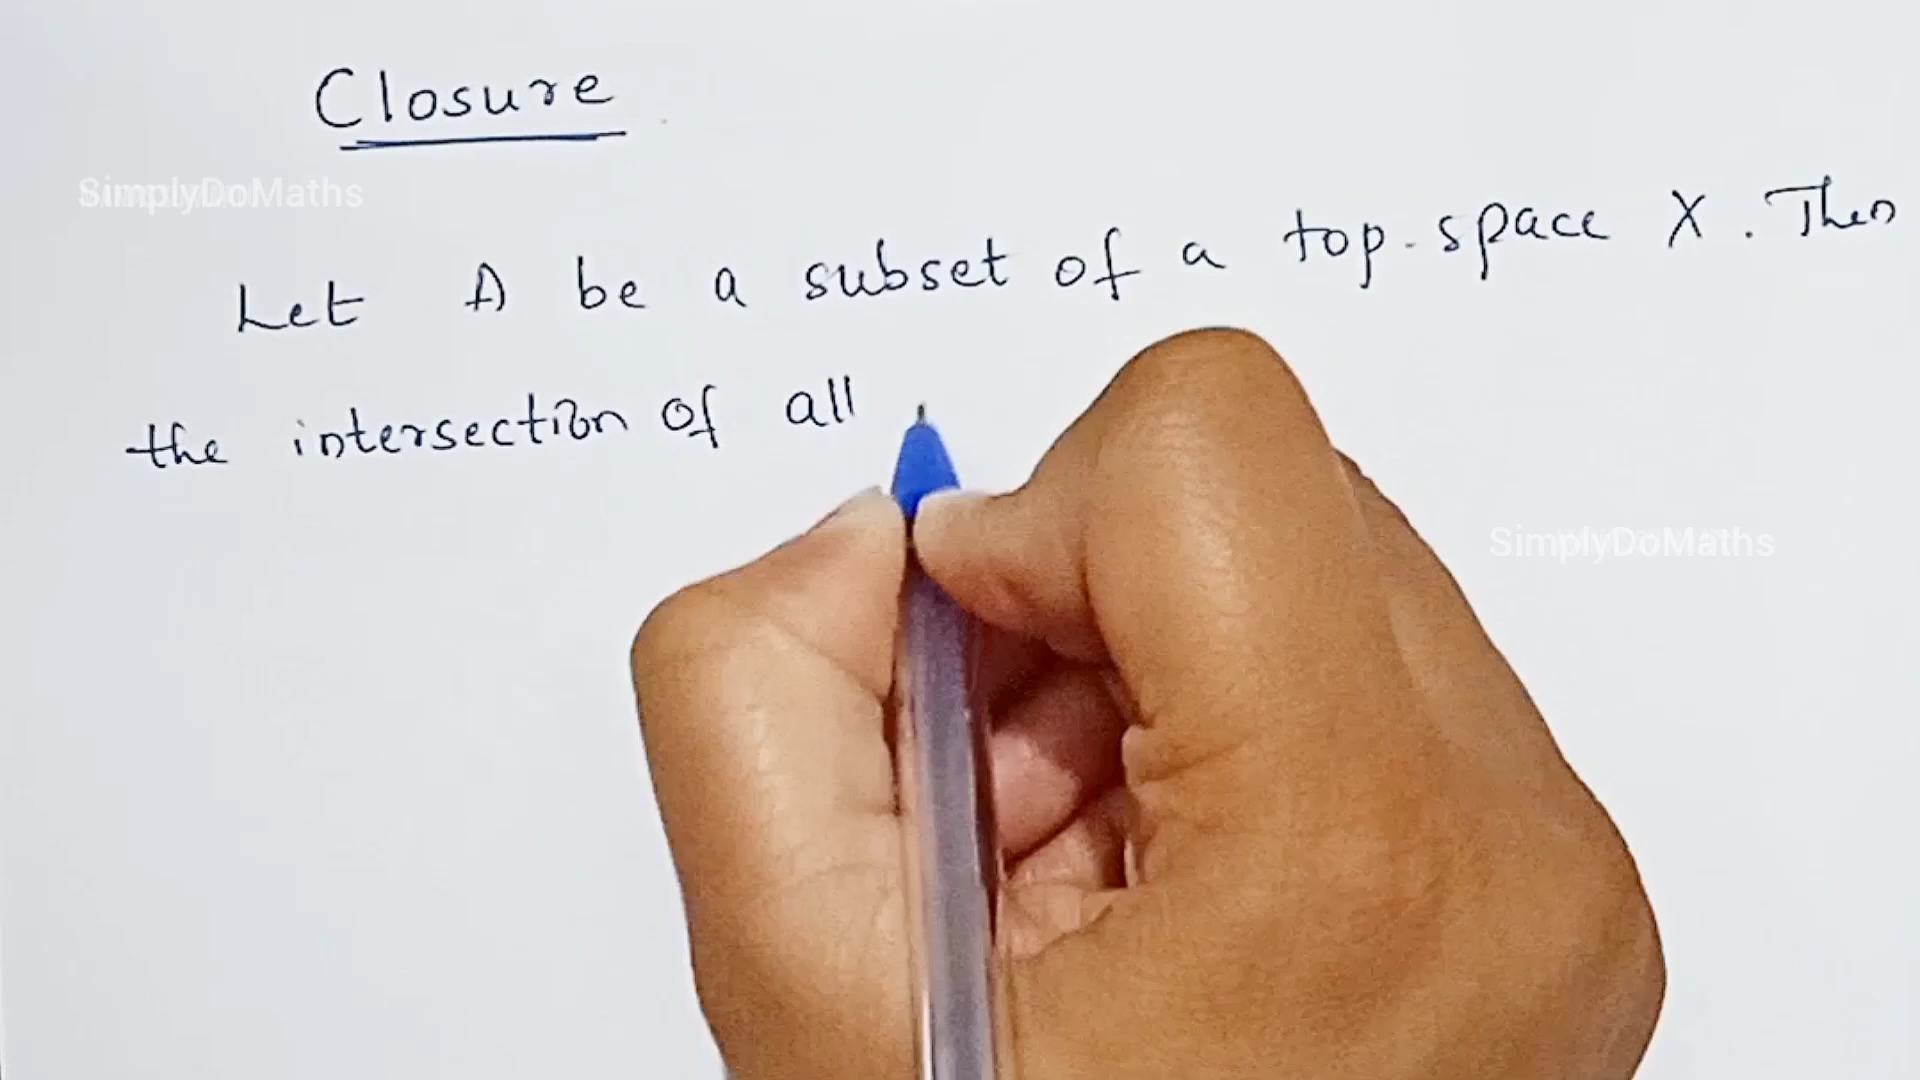 Closure
SimplyDoMaths
Let A be a subset of a top. space X. Then
the intersection of all
SimplyDoMaths